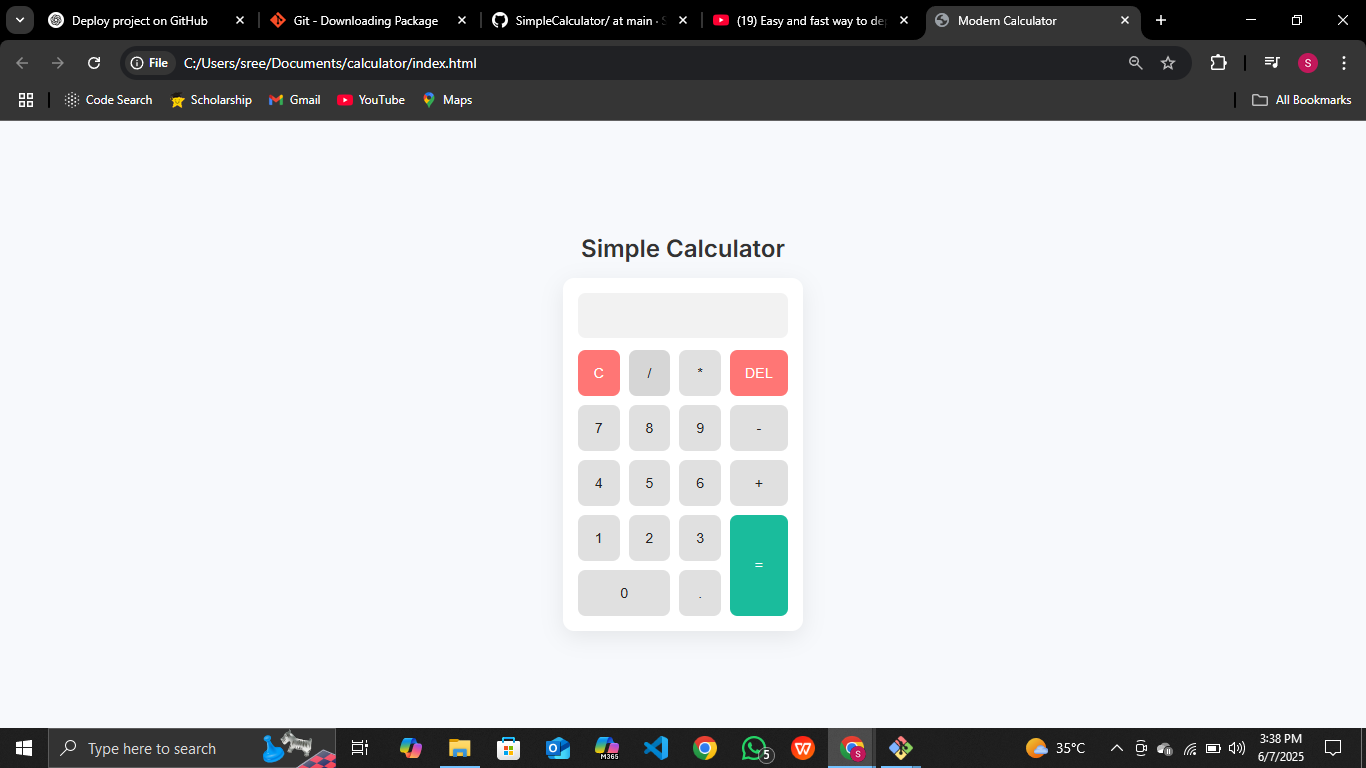 Deploy project on GitHub
Git - Downloading Package
SimpleCalculator/ at main ·
(19) Easy and fast way to de
Modern Calculator
File C:/Users/sree/Documents/calculator/index.html
S
Code Search
Scholarship
Gmail
YouTube
Maps
All Bookmarks
Simple Calculator
C / * DEL
7 8 9 -
4 5 6 +
1 2 3
=
0 .
Type here to search
M365
5
W
S
35°C
3:38 PM
6/7/2025